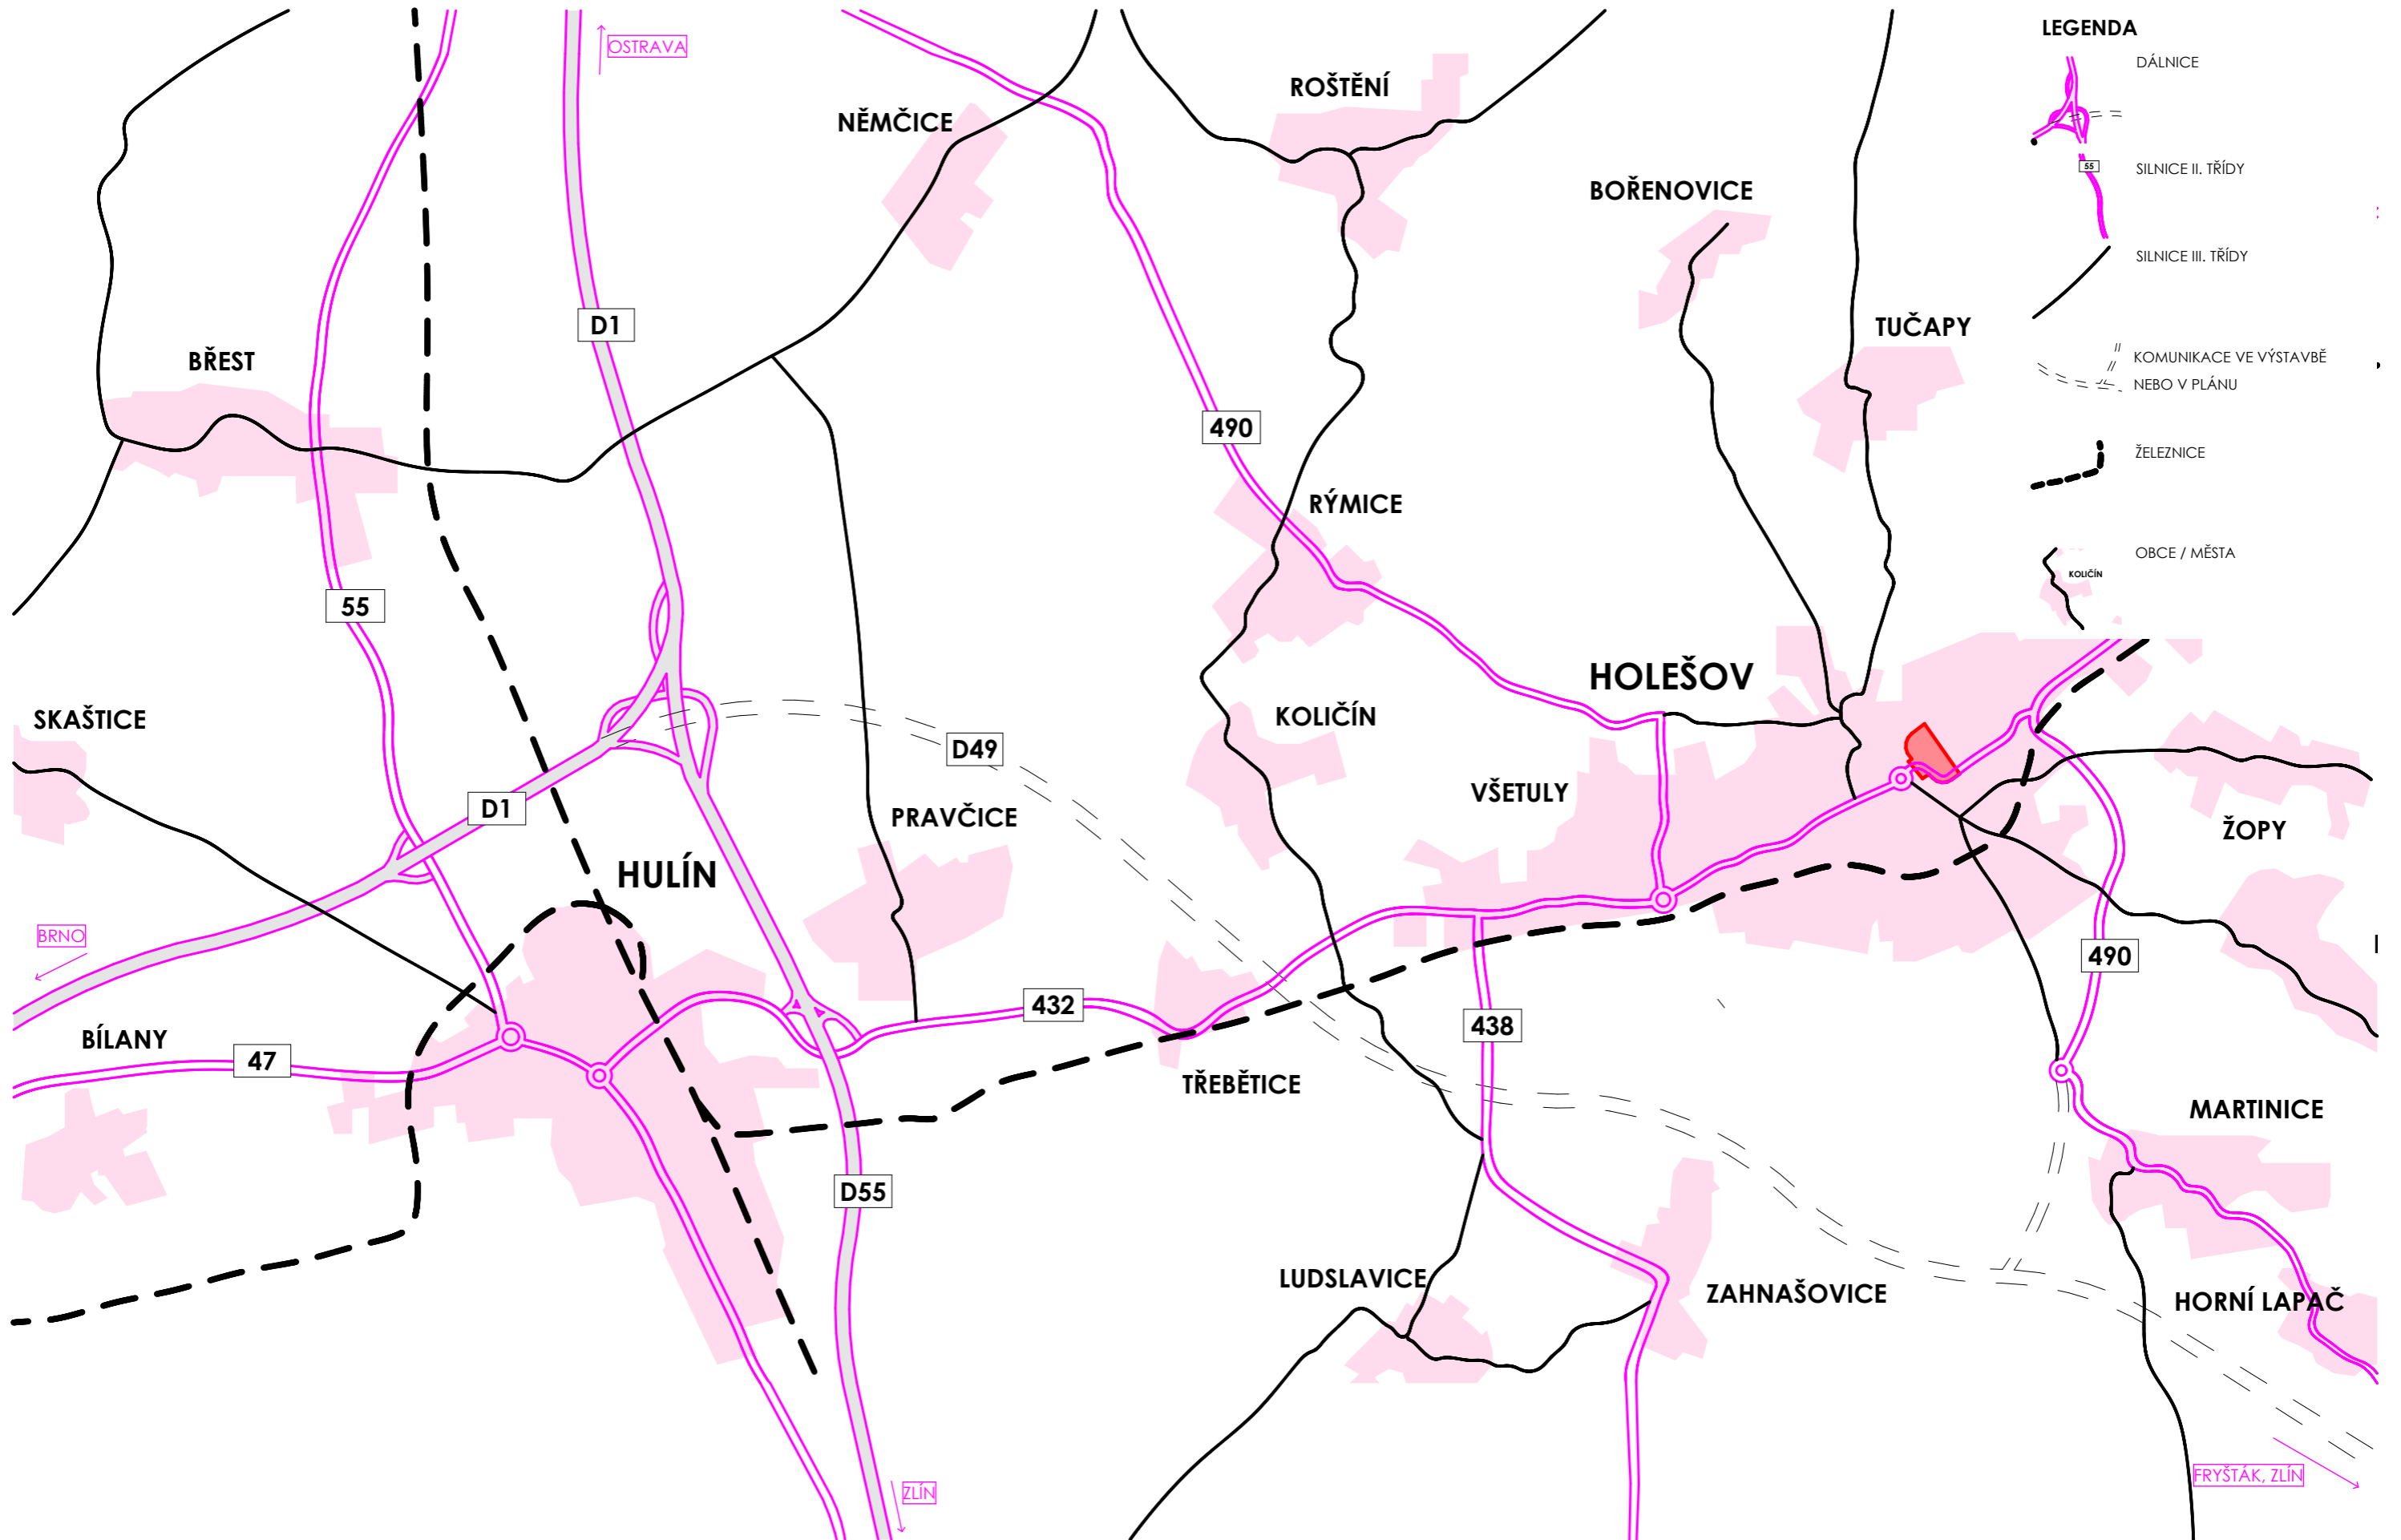 LEGENDA
DÁLNICE
55
SILNICE II. TŘÍDY
SILNICE III. TŘÍDY
KOMUNIKACE VE VÝSTAVBĚ
NEBO V PLÁNU
ŽELEZNICE
OBCE / MĚSTA
KOLIČÍN
OSTRAVA
ROŠTĚNÍ
NĚMČICE
BOŘENOVICE
D1
TUČAPY
BŘEST
490
RÝMICE
55
HOLEŠOV
SKAŠTICE
KOLIČÍN
D49
VŠETULY
D1
PRAVČICE
ŽOPY
HULÍN
BRNO
490
432
438
BÍLANY
47
TŘEBĚTICE
MARTINICE
D55
LUDSLAVICE
ZAHNAŠOVICE
HORNÍ LAPAČ
FRYŠTÁK, ZLÍN
ZLÍN